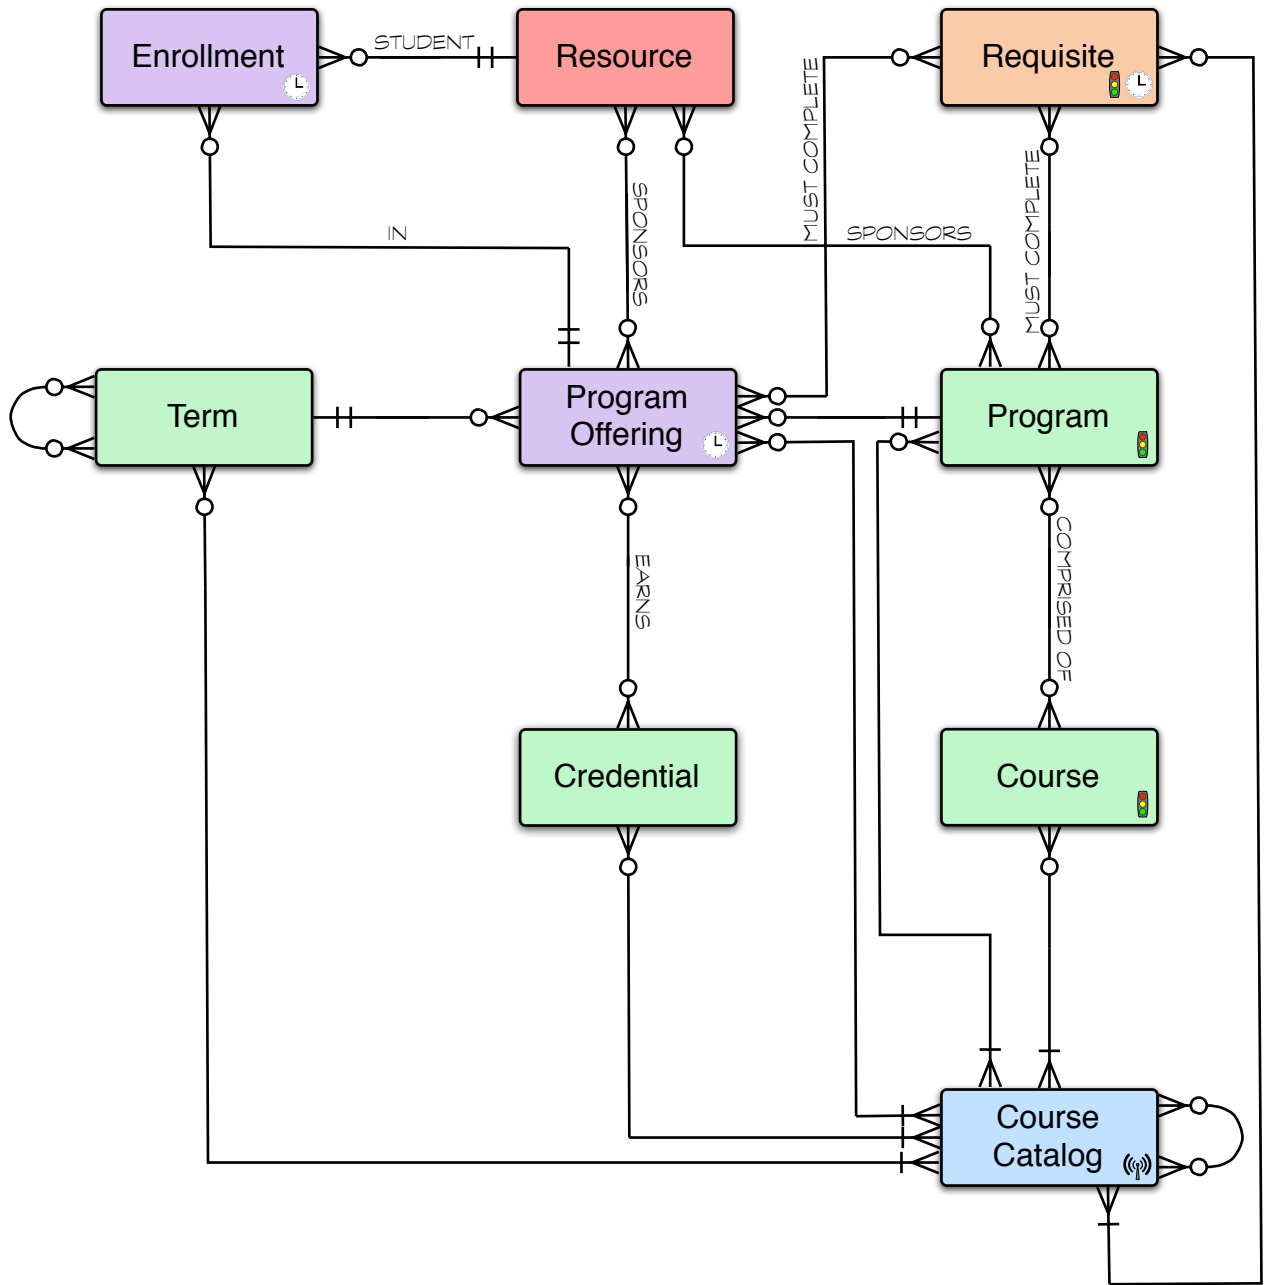 Enrollment
STUDENT
Resource
Requisite
MUST COMPLETE
MUST COMPLETE
SPONSORS
SPONSORS
IN
Term
Program
Offering
Program
EARNS
COMPRISED OF
Credential
Course
Course
Catalog